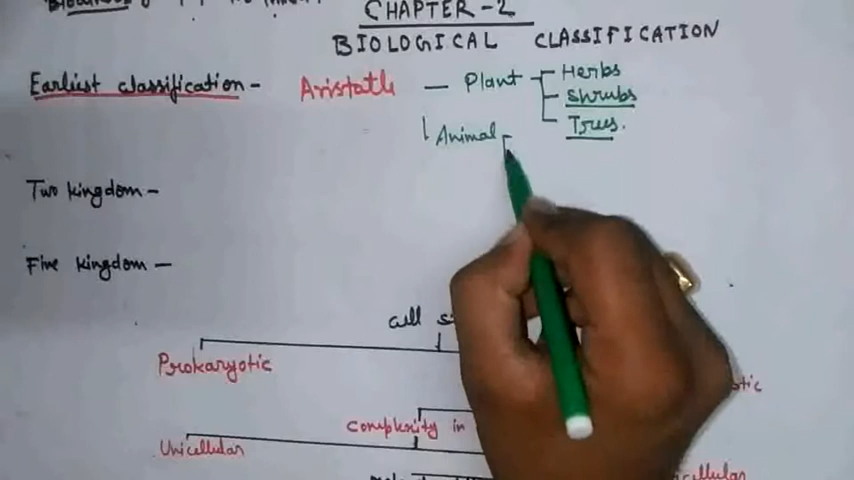 CHAPTER-2
BIOLOGICAL CLASSIFICATION
Earliest classification - Aristotle - Plant - Herbs
Shrubs
Trees.
Animal
Two kingdom -
Five kingdom -
cell
Prokaryotic
complexity in
Unicellular